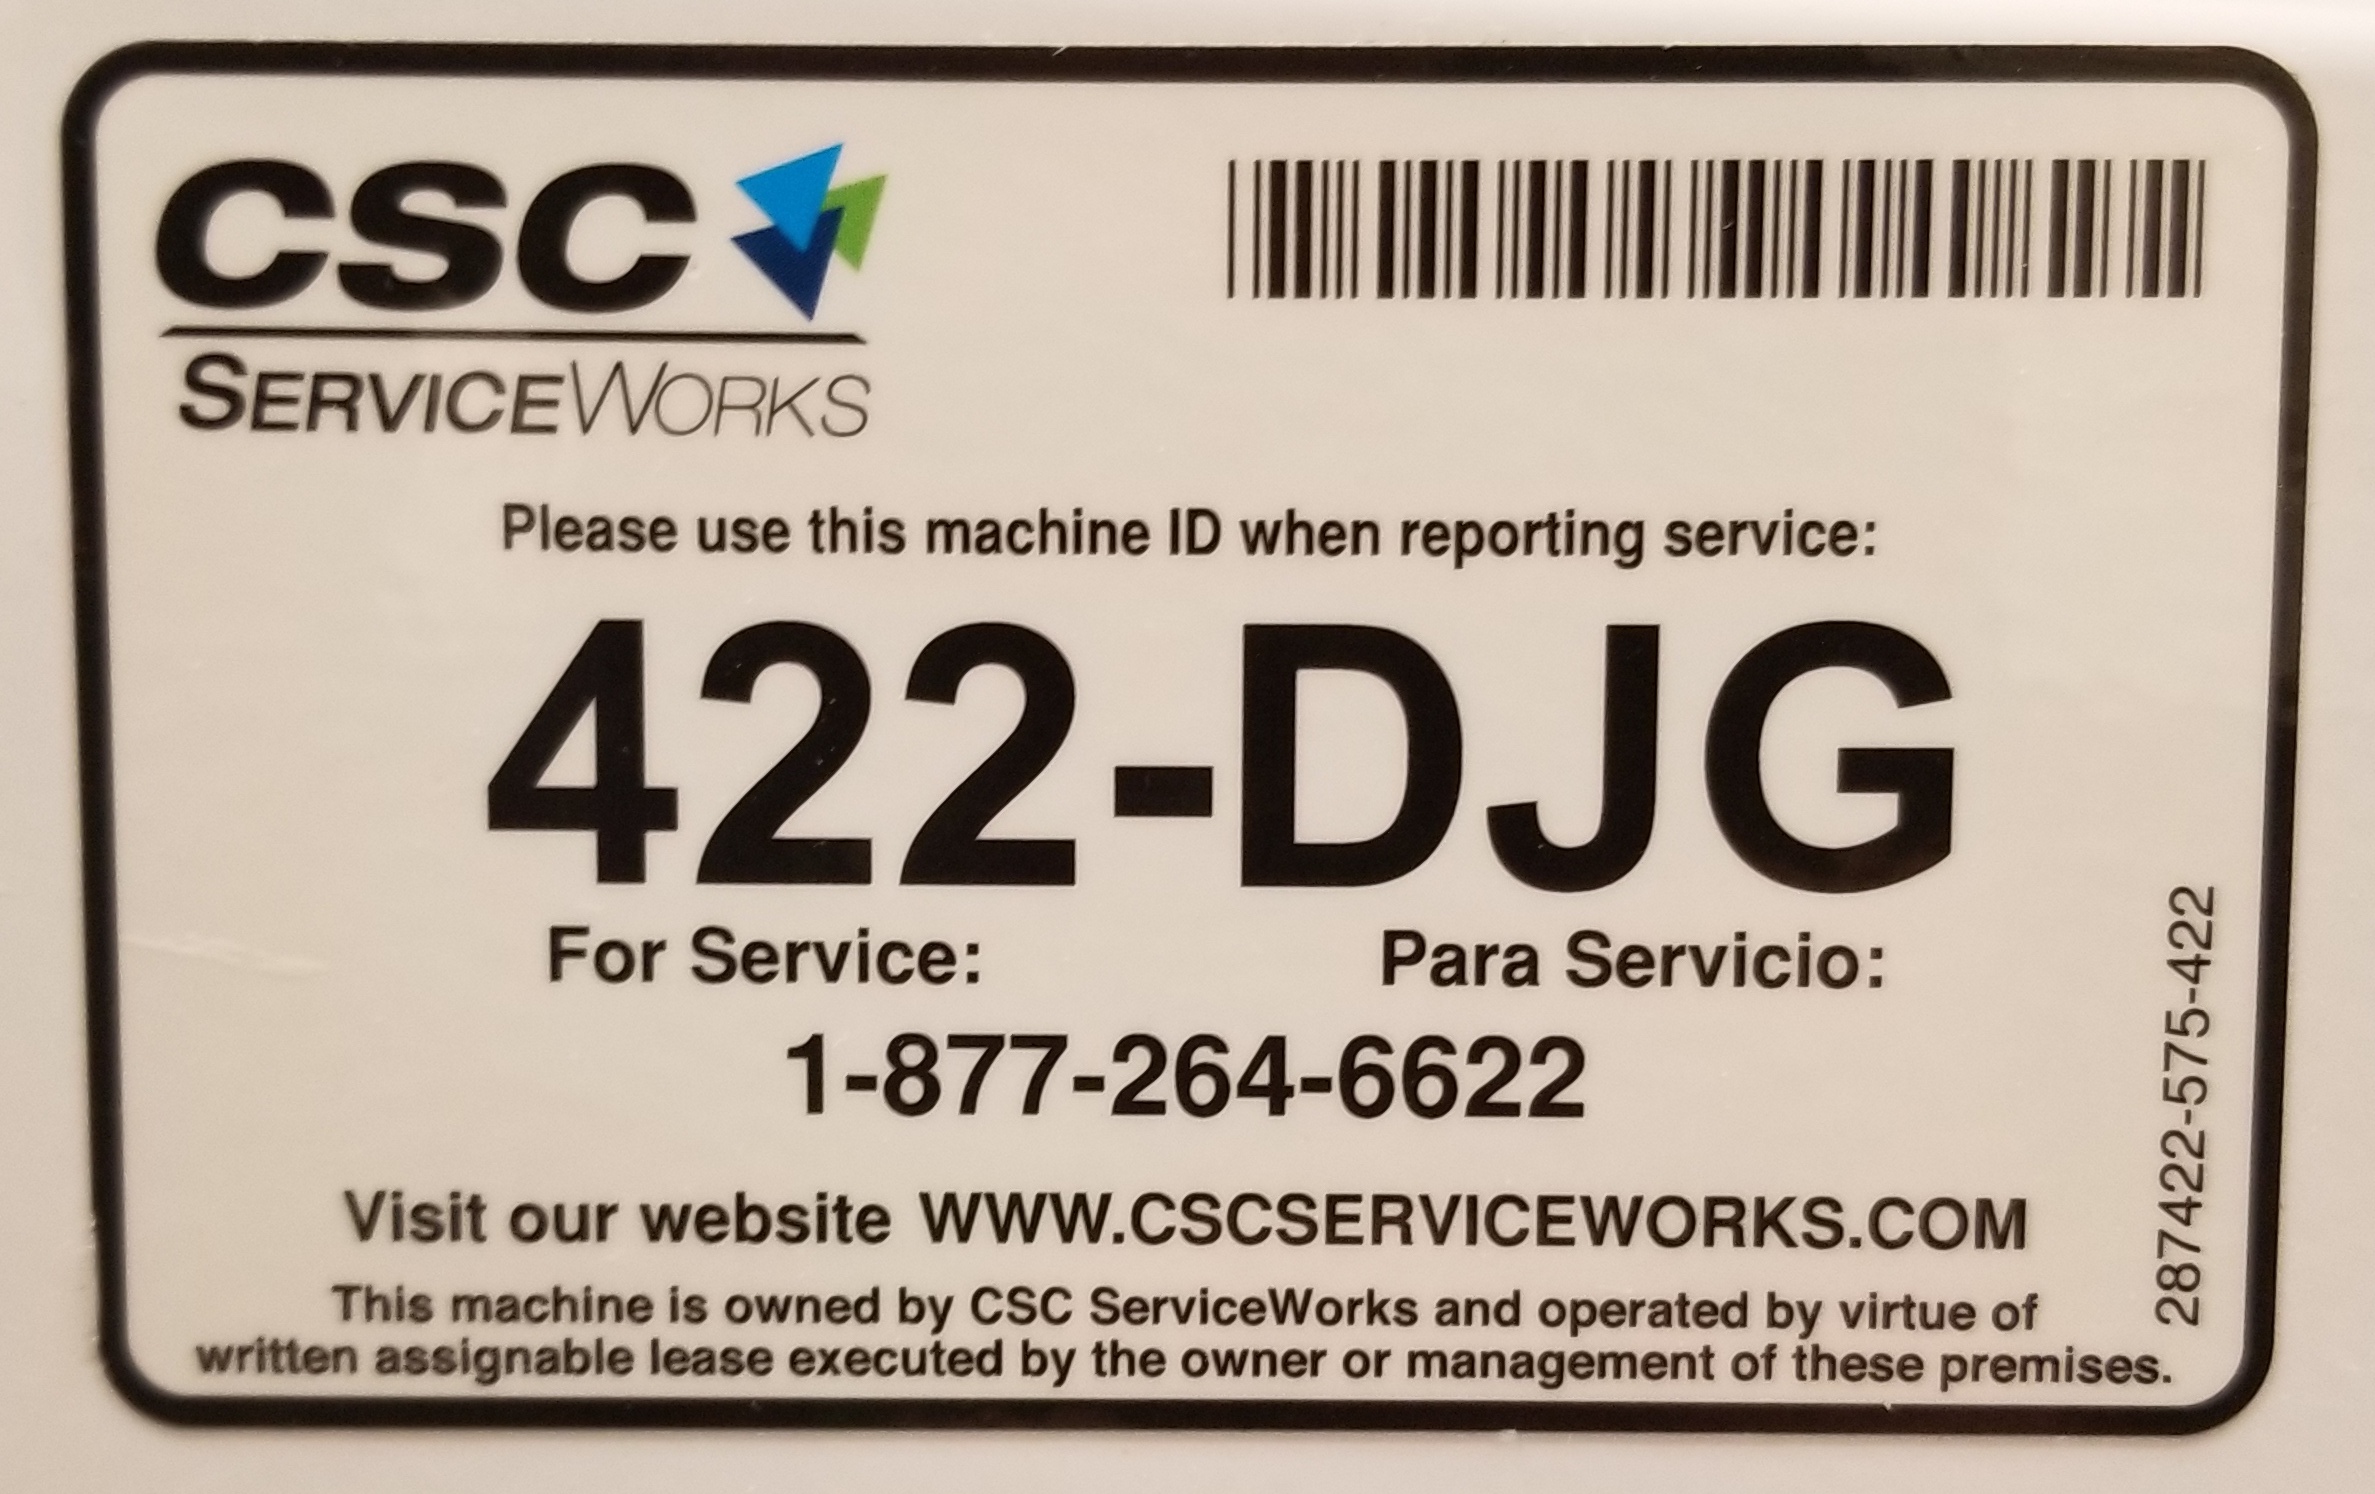 CSC
SERVICEWORKS
Please use this machine ID when reporting service:
422-DJG
For Service: Para Servicio:
1-877-264-6622
Visit our website WWW.CSCSERVICEWORKS.COM
This machine is owned by CSC ServiceWorks and operated by virtue of
written assignable lease executed by the owner or management of these premises.
287422-575-422